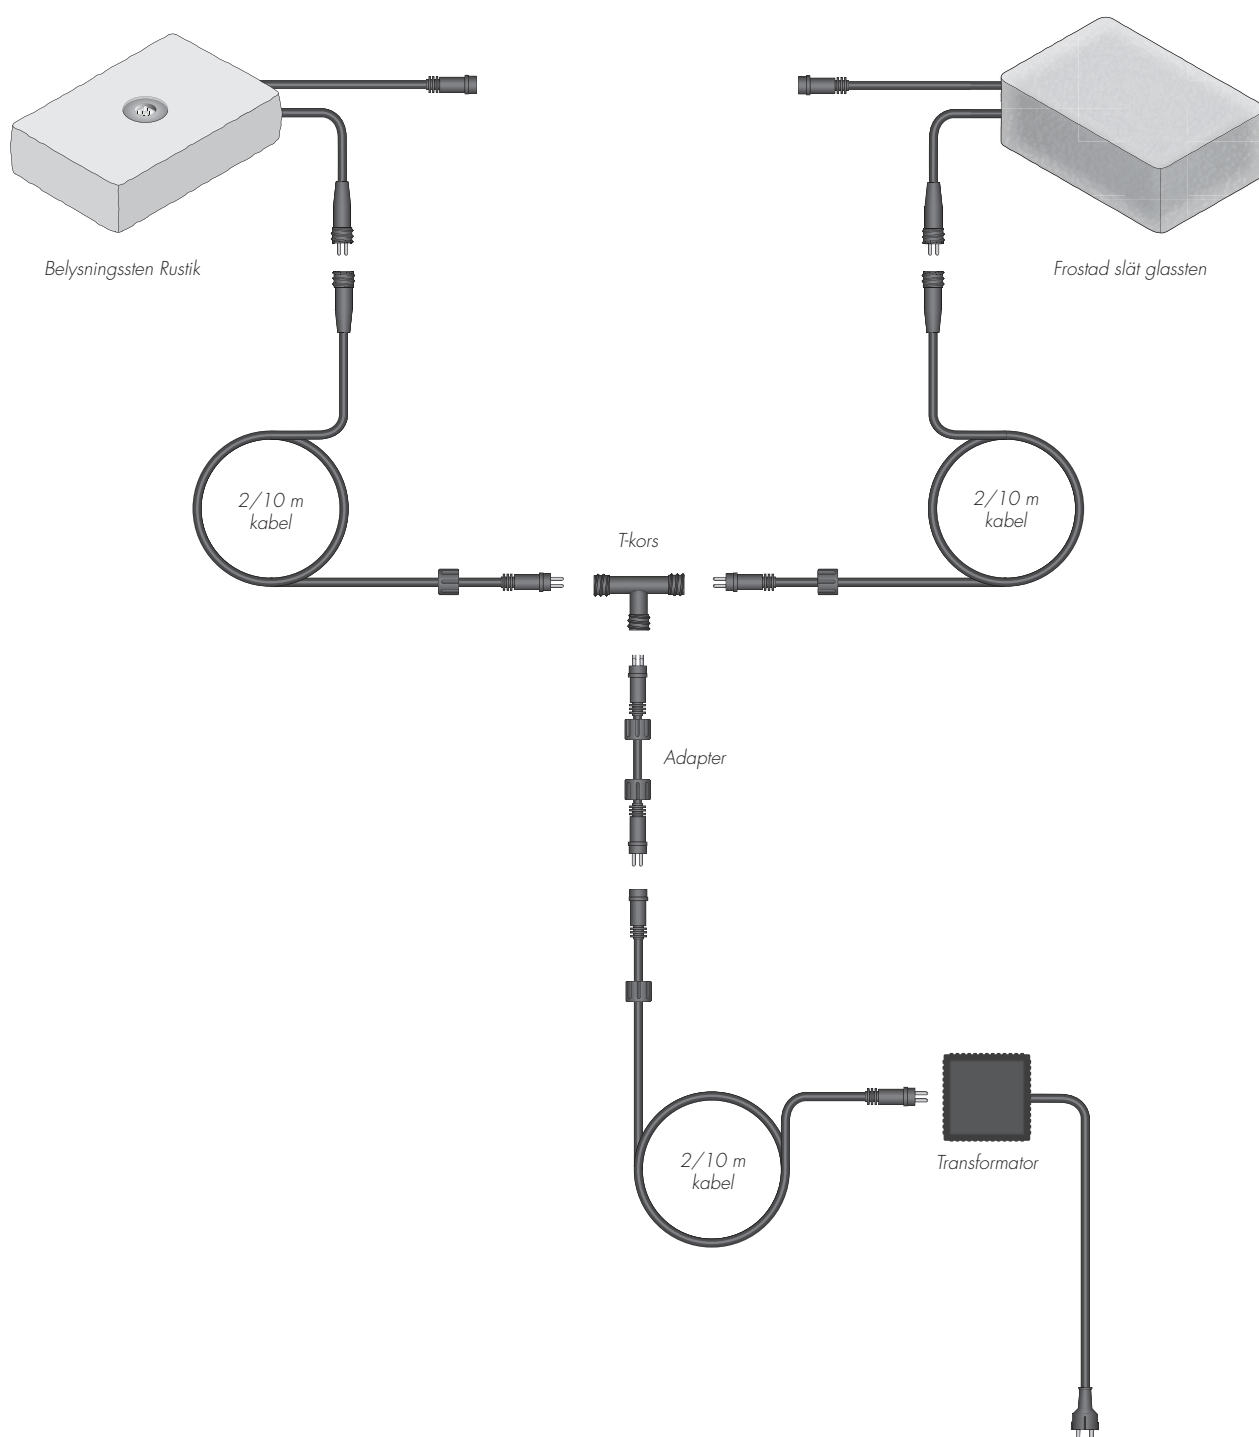 Belysningssten Rustik
Frostad slät glassten
2/10 m
kabel
2/10 m
kabel
T-kors
Adapter
2/10 m
kabel
Transformator